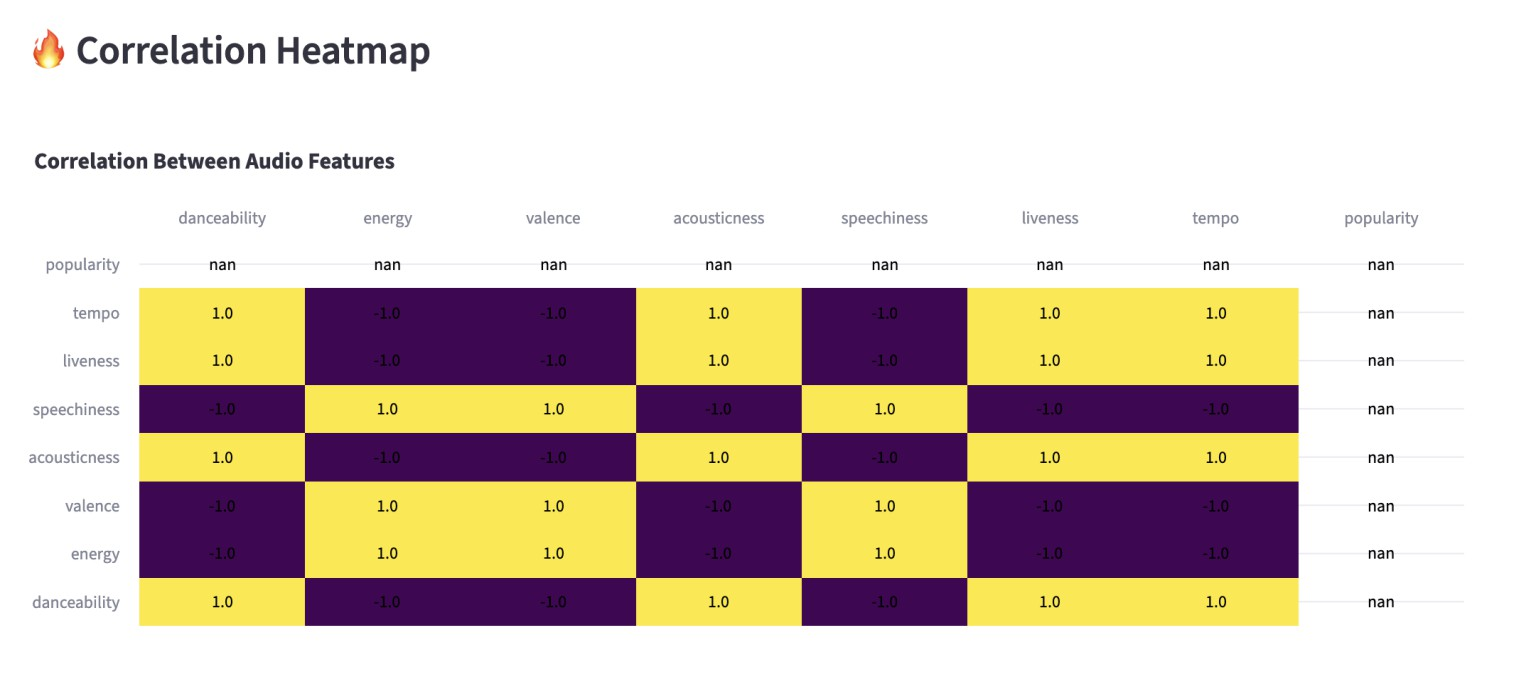 🔥 Correlation Heatmap
Correlation Between Audio Features
danceability energy valence acousticness speechiness liveness tempo popularity
popularity nan nan nan nan nan nan nan nan
tempo 1.0 -1.0 -1.0 1.0 -1.0 1.0 1.0 nan
liveness 1.0 -1.0 -1.0 1.0 -1.0 1.0 1.0 nan
speechiness -1.0 1.0 1.0 -1.0 1.0 -1.0 -1.0 nan
acousticness 1.0 -1.0 -1.0 1.0 -1.0 1.0 1.0 nan
valence -1.0 1.0 1.0 -1.0 1.0 -1.0 -1.0 nan
energy -1.0 1.0 1.0 -1.0 1.0 -1.0 -1.0 nan
danceability 1.0 -1.0 -1.0 1.0 -1.0 1.0 1.0 nan